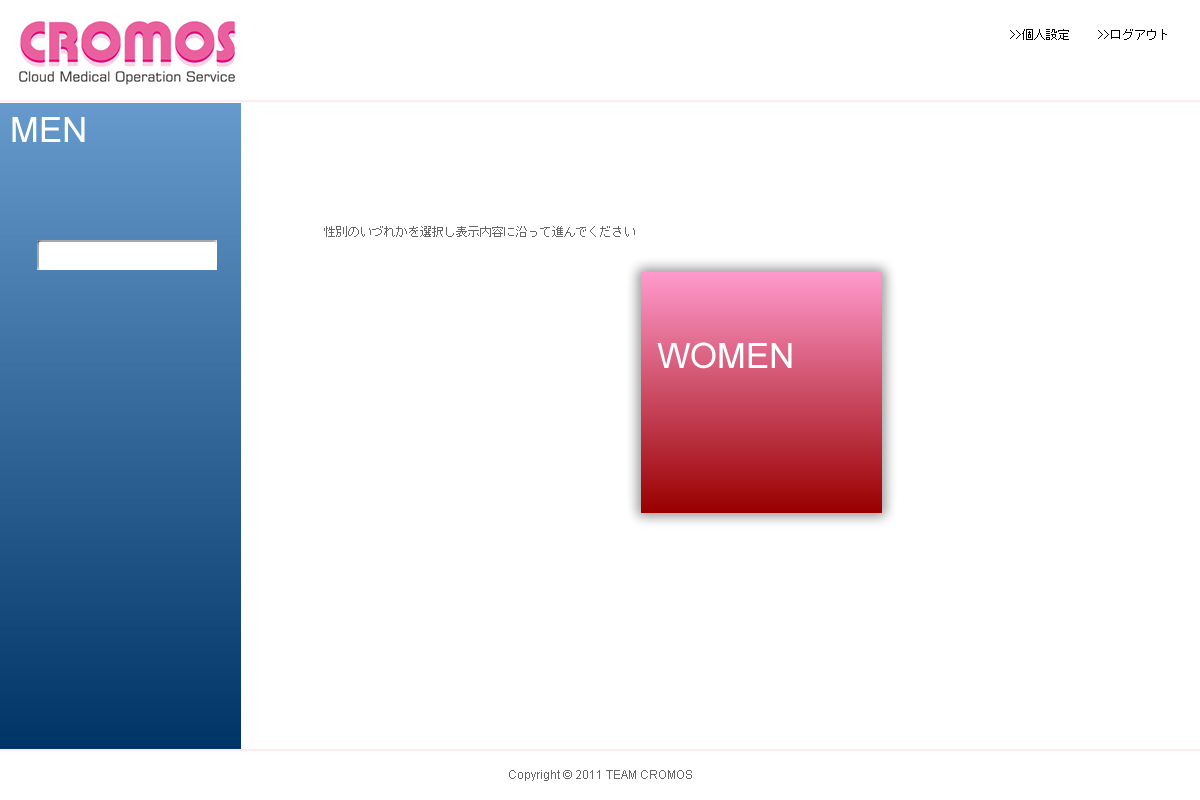 CROMOS
Cloud Medical Operation Service
>>個人設定 >>ログアウト
MEN
性別のいづれかを選択し表示内容に沿って進んでください
WOMEN
Copyright © 2011 TEAM CROMOS